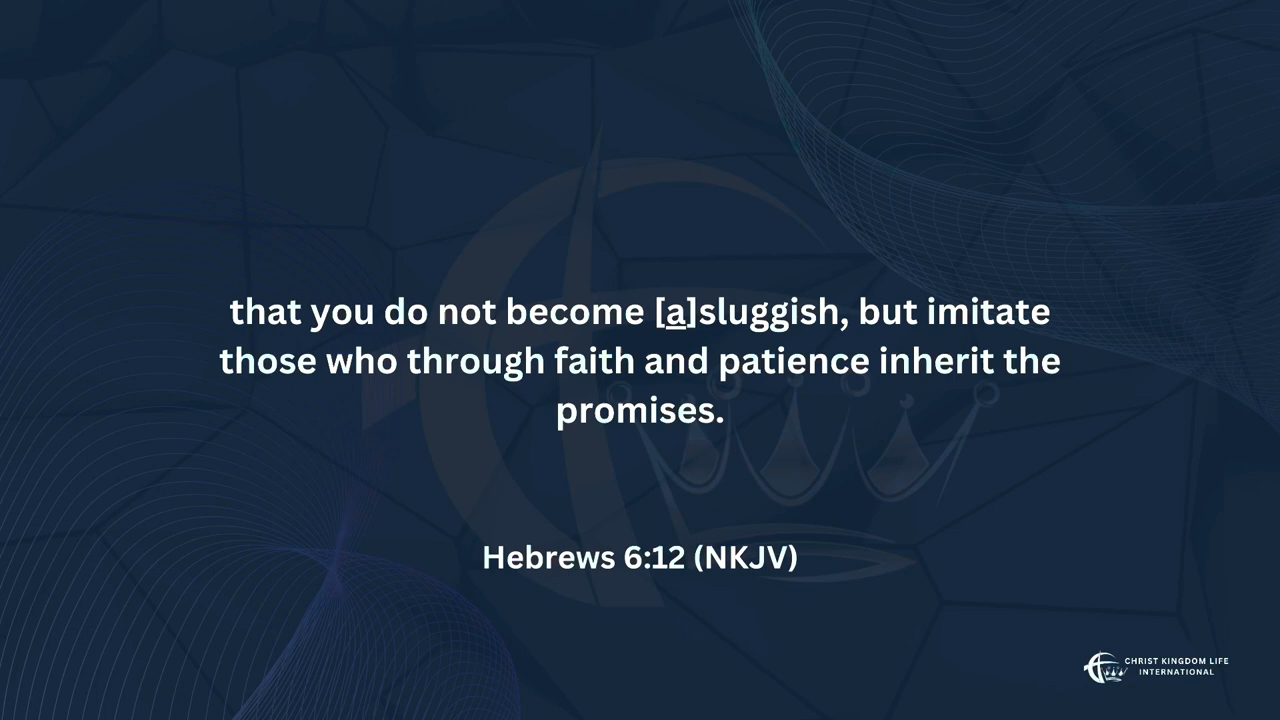 that you do not become [a]sluggish, but imitate
those who through faith and patience inherit the
promises.
Hebrews 6:12 (NKJV)
CHRIST KINGDOM LIFE
INTERNATIONAL